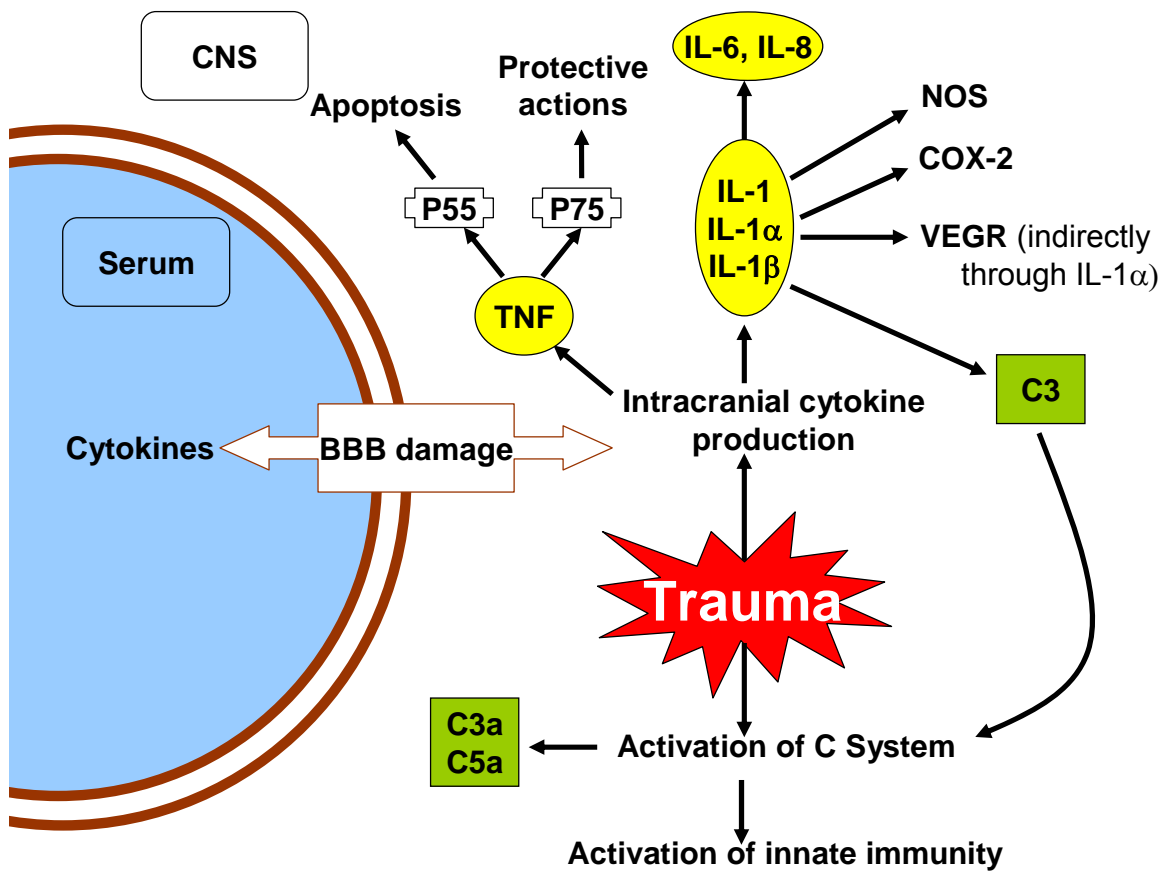 CNS
IL-6, IL-8
Protective
actions
Apoptosis
NOS
COX-2
IL-1
IL-1α
IL-1β
P55
P75
VEGR (indirectly
through IL-1α)
Serum
TNF
C3
Intracranial cytokine
production
Cytokines
BBB damage
Trauma
C3a
C5a
Activation of C System
Activation of innate immunity